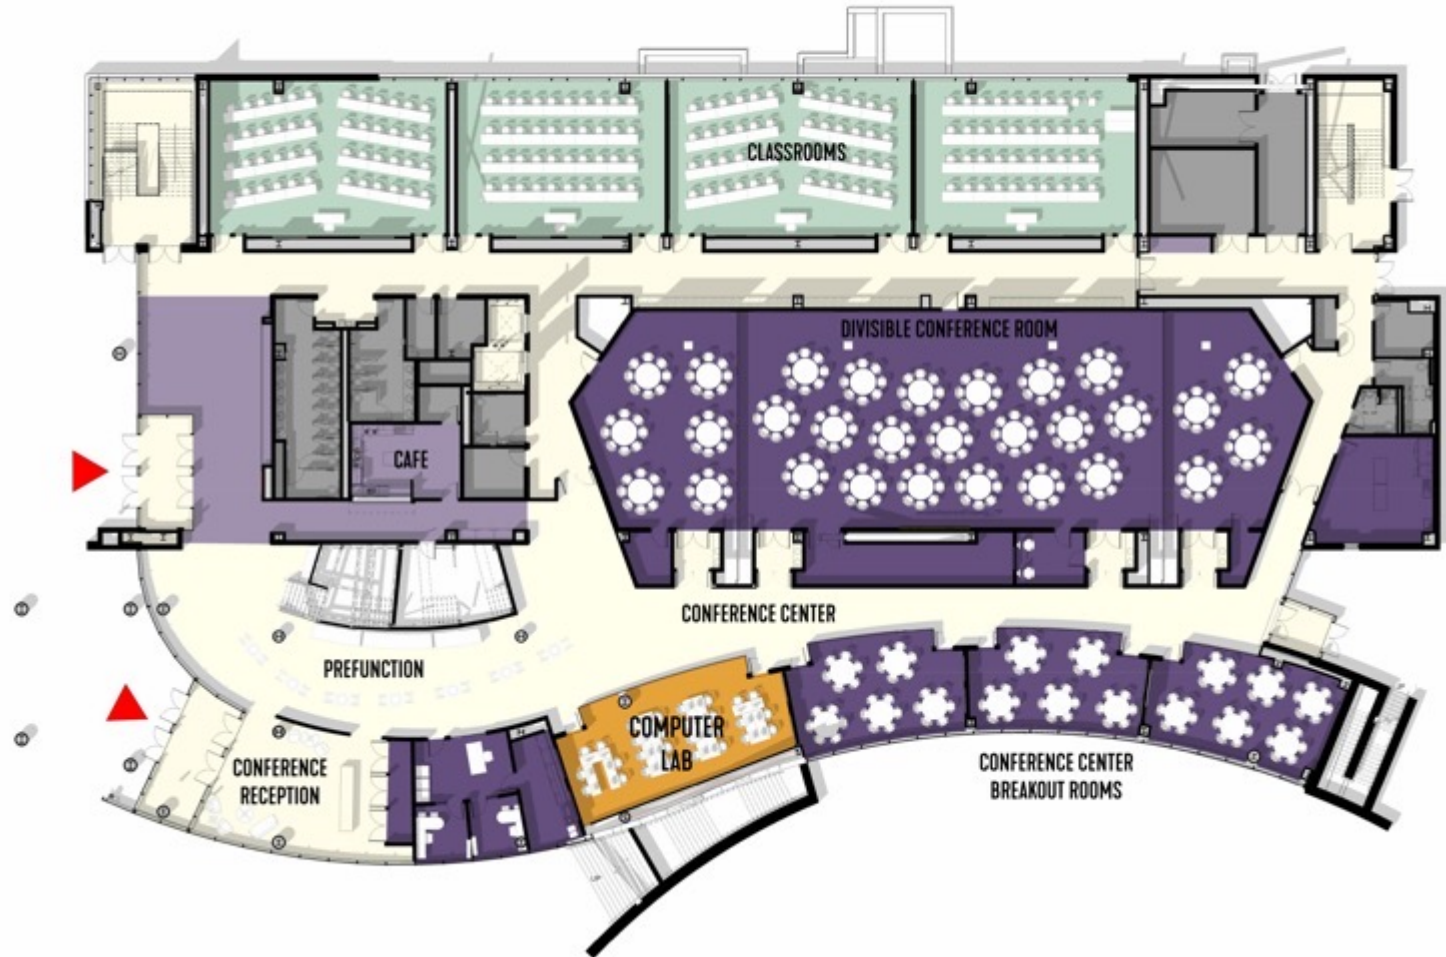 CLASSROOMS
DIVISIBLE CONFERENCE ROOM
CAFE
CONFERENCE CENTER
PREFUNCTION
COMPUTER
LAB
CONFERENCE
RECEPTION
CONFERENCE CENTER
BREAKOUT ROOMS